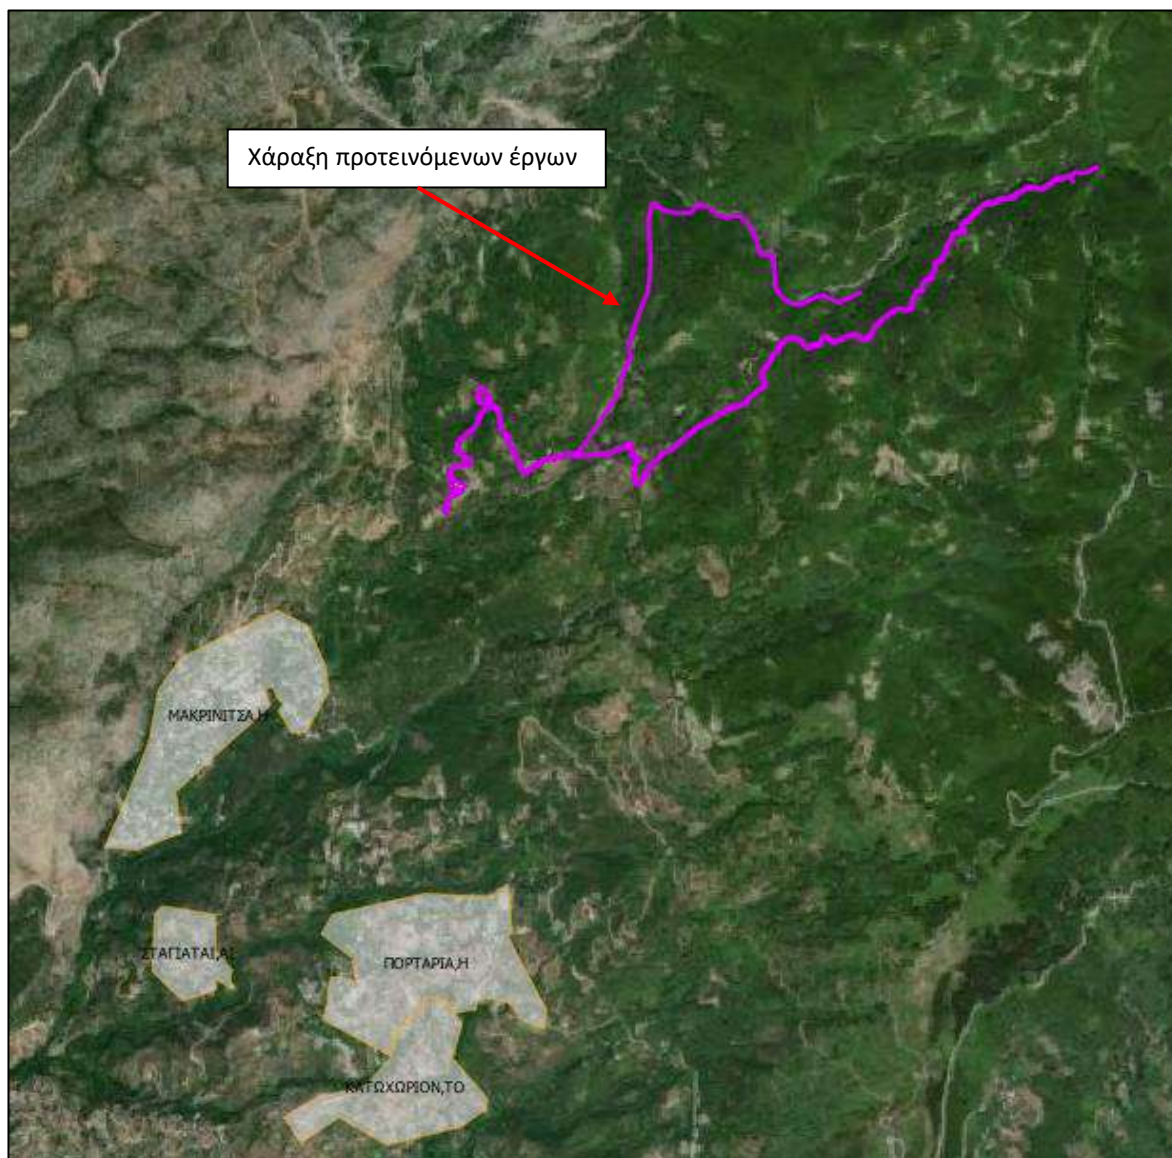 Χάραξη προτεινόμενων έργων
ΜΑΚΡΙΝΙΤΣΑ,Η
ΣΤΑΓΙΑΤΑΙ,ΑΙ
ΠΟΡΤΑΡΙΑ,Η
ΚΑΤΩΧΩΡΙΟΝ,ΤΟ